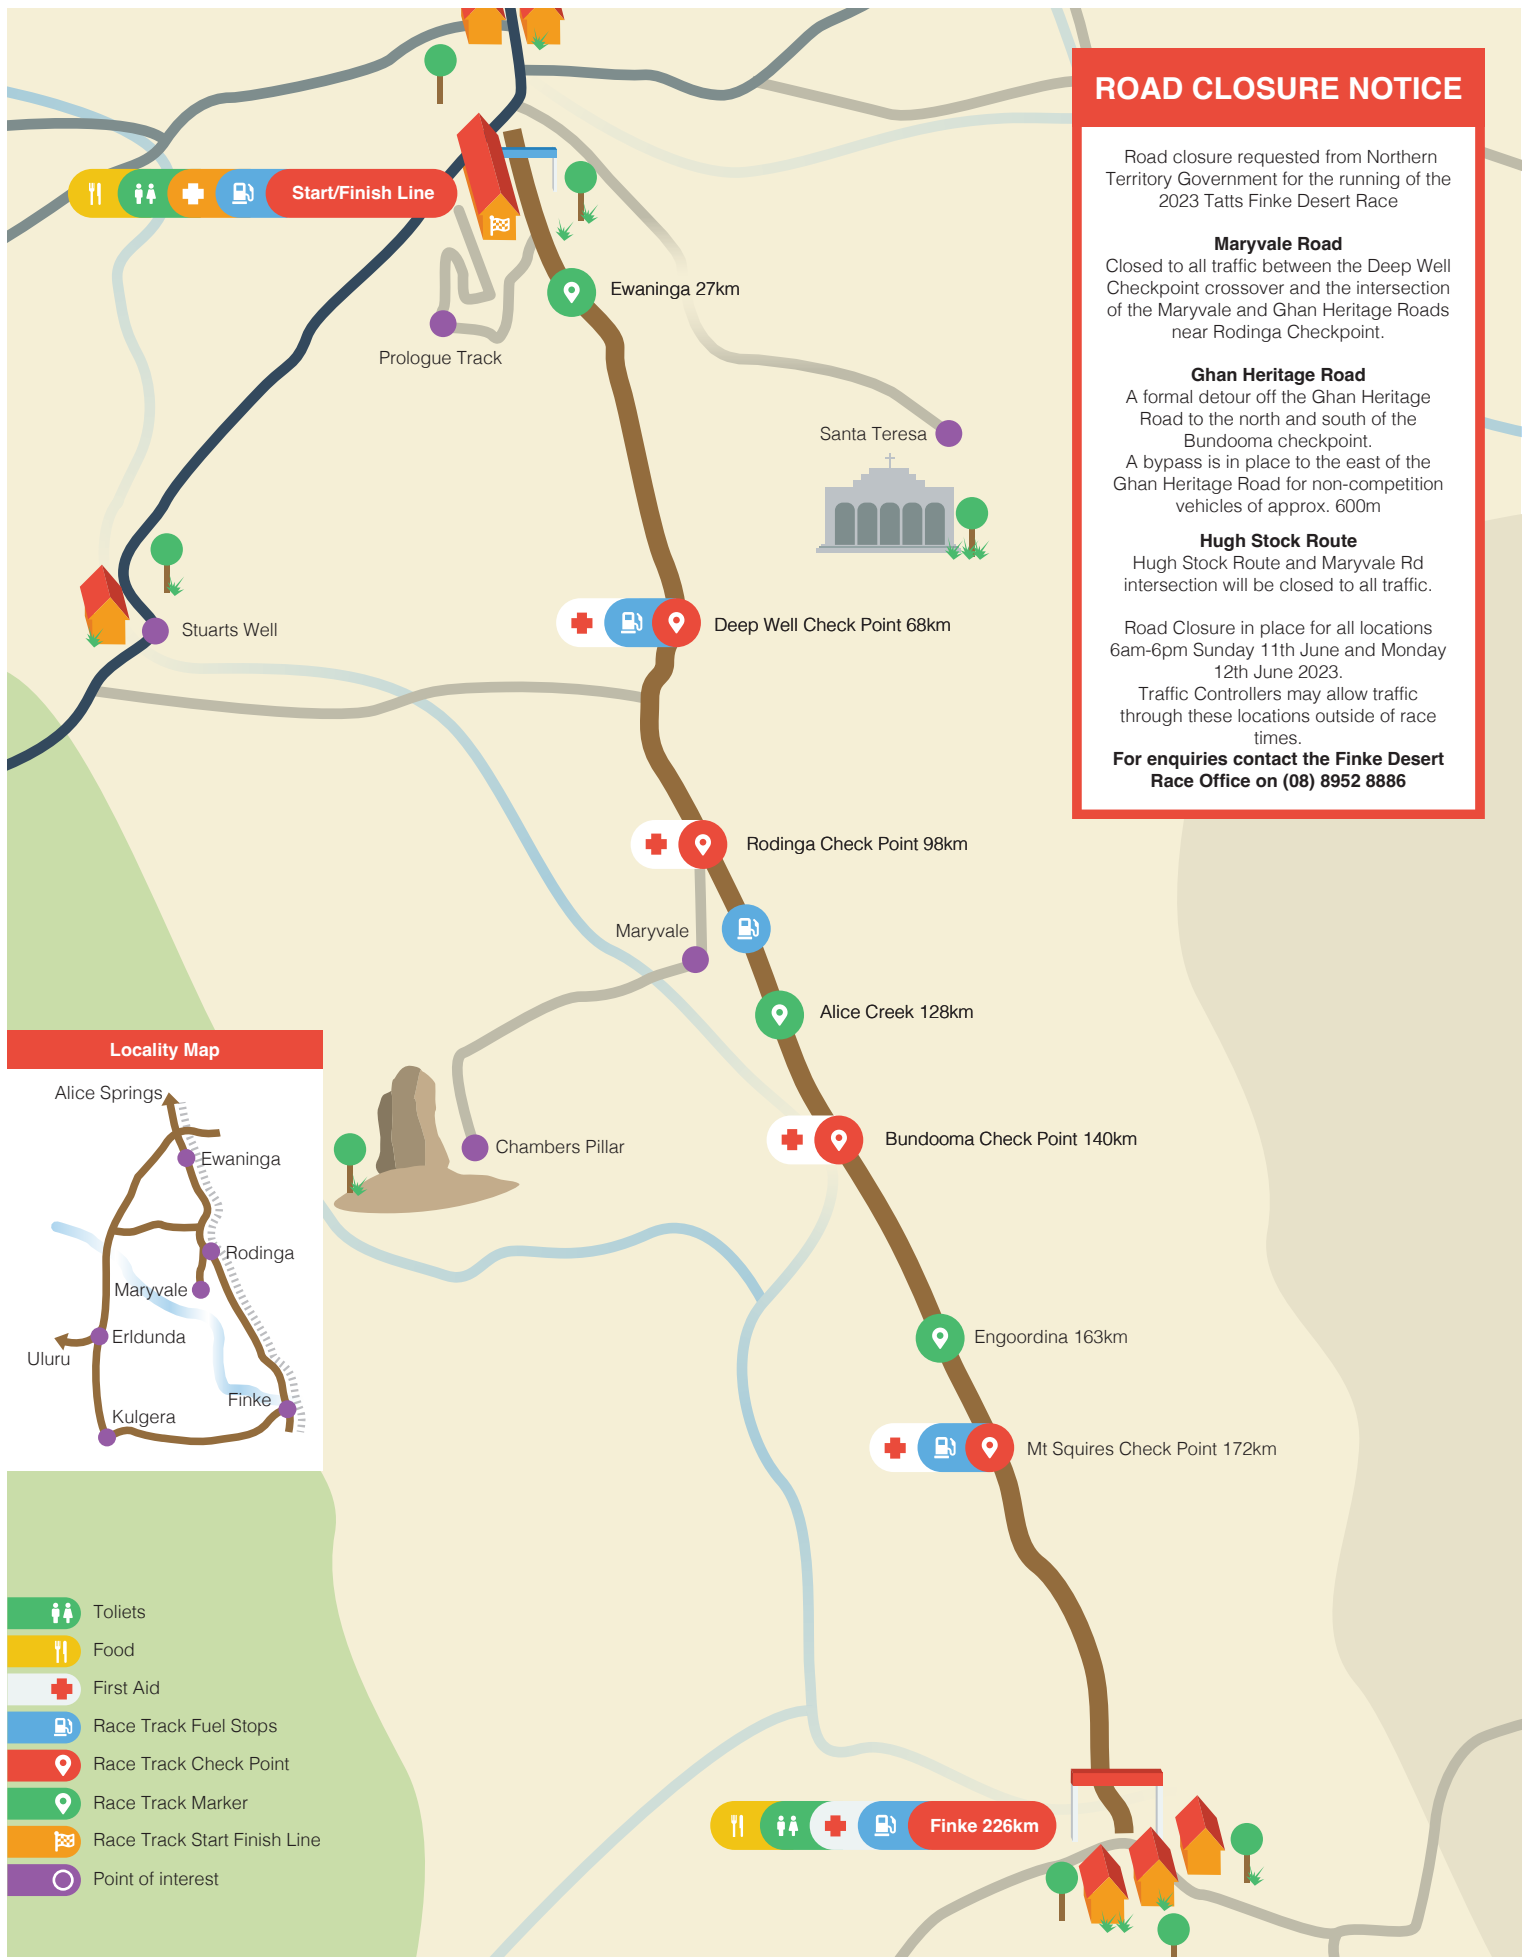 ROAD CLOSURE NOTICE
Road closure requested from Northern
Territory Government for the running of the
2023 Tatts Finke Desert Race
Maryvale Road
Closed to all traffic between the Deep Well
Checkpoint crossover and the intersection
of the Maryvale and Ghan Heritage Roads
near Rodinga Checkpoint.
Ghan Heritage Road
A formal detour off the Ghan Heritage
Road to the north and south of the
Bundooma checkpoint.
A bypass is in place to the east of the
Ghan Heritage Road for non-competition
vehicles of approx. 600m
Hugh Stock Route
Hugh Stock Route and Maryvale Rd
intersection will be closed to all traffic.
Road Closure in place for all locations
6am-6pm Sunday 11th June and Monday
12th June 2023.
Traffic Controllers may allow traffic
through these locations outside of race
times.
For enquiries contact the Finke Desert
Race Office on (08) 8952 8886
Start/Finish Line
Ewaninga 27km
Prologue Track
Santa Teresa
Stuarts Well
Deep Well Check Point 68km
Rodinga Check Point 98km
Maryvale
Alice Creek 128km
Bundooma Check Point 140km
Chambers Pillar
Engoordina 163km
Mt Squires Check Point 172km
Finke 226km
Locality Map
Alice Springs
Ewaninga
Rodinga
Maryvale
Erldunda
Uluru
Finke
Kulgera
Toliets
Food
First Aid
Race Track Fuel Stops
Race Track Check Point
Race Track Marker
Race Track Start Finish Line
Point of interest